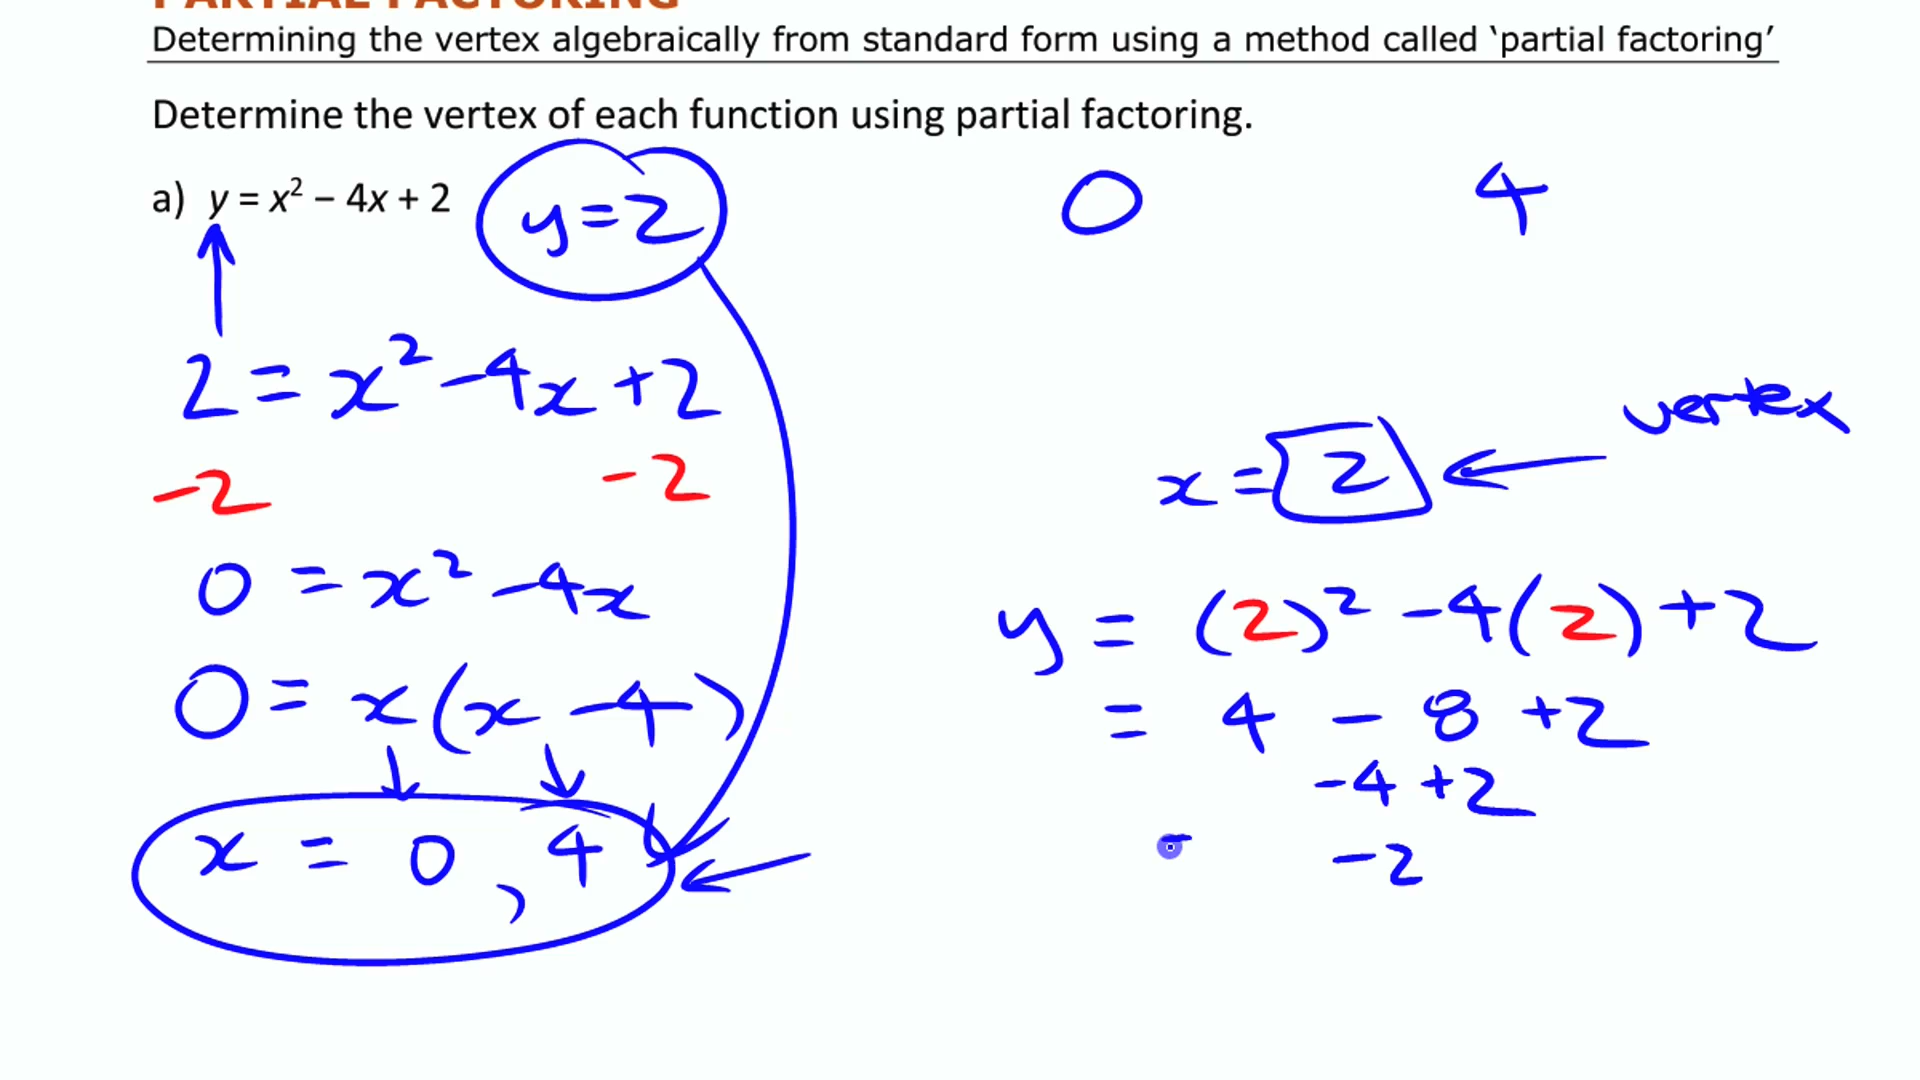 PARTIAL FACTORING
Determining the vertex algebraically from standard form using a method called ‘partial factoring’
Determine the vertex of each function using partial factoring.
a) y = x² − 4x + 2
y = 2
0 4
2 = x² - 4x + 2
-2 -2
0 = x² - 4x
0 = x(x - 4)
x = 0, 4
vertex
x = 2
y = (2)² - 4(2) + 2
= 4 - 8 + 2
-4 + 2
-2